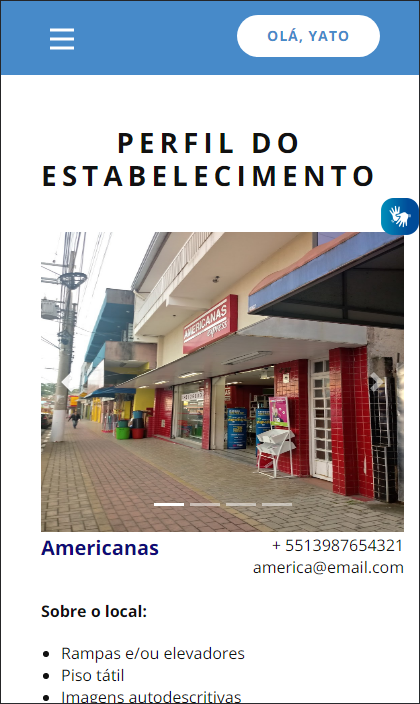 OLÁ, YATO
PERFIL DO
ESTABELECIMENTO
AMERICANAS
express
Americanas
+ 5513987654321
america@email.com
Sobre o local:
Rampas e/ou elevadores
Piso tátil
Imagens autodescritivas